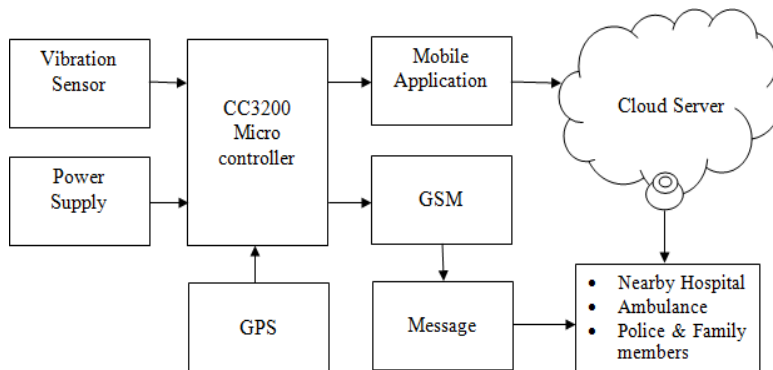 Vibration
Sensor
Mobile
Application
CC3200
Micro
controller
Cloud Server
Power
Supply
GSM
GPS
Message
• Nearby Hospital
• Ambulance
• Police & Family
members